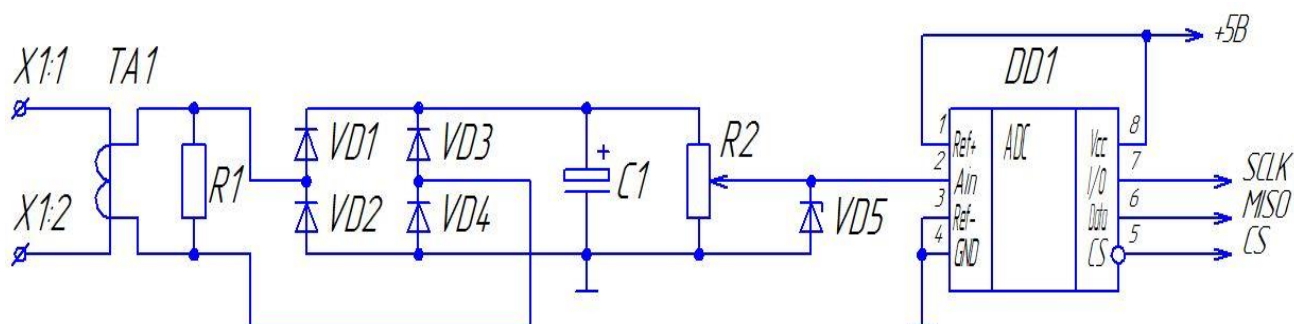 +5В
X1:1 TA1 DD1
1 Ref+ ADC Vcc 8
VD1 VD3 R2
2 Ain I/O 7 SCLK
R1 + C1
3 Ref- Data 6 MISO
X1:2 VD2 VD4 VD5
4 GND CS 5 CS